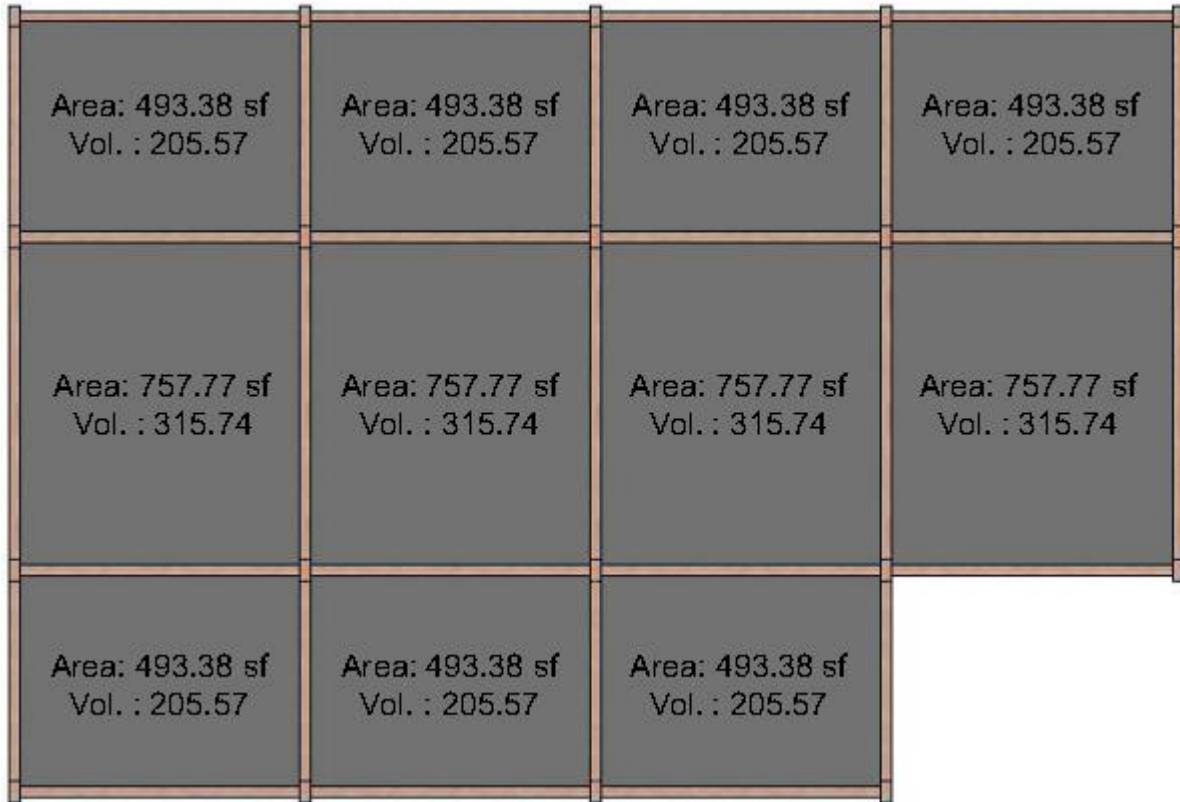 Area: 493.38 sf
Vol. : 205.57
Area: 493.38 sf
Vol. : 205.57
Area: 493.38 sf
Vol. : 205.57
Area: 493.38 sf
Vol. : 205.57
Area: 757.77 sf
Vol. : 315.74
Area: 757.77 sf
Vol. : 315.74
Area: 757.77 sf
Vol. : 315.74
Area: 757.77 sf
Vol. : 315.74
Area: 493.38 sf
Vol. : 205.57
Area: 493.38 sf
Vol. : 205.57
Area: 493.38 sf
Vol. : 205.57